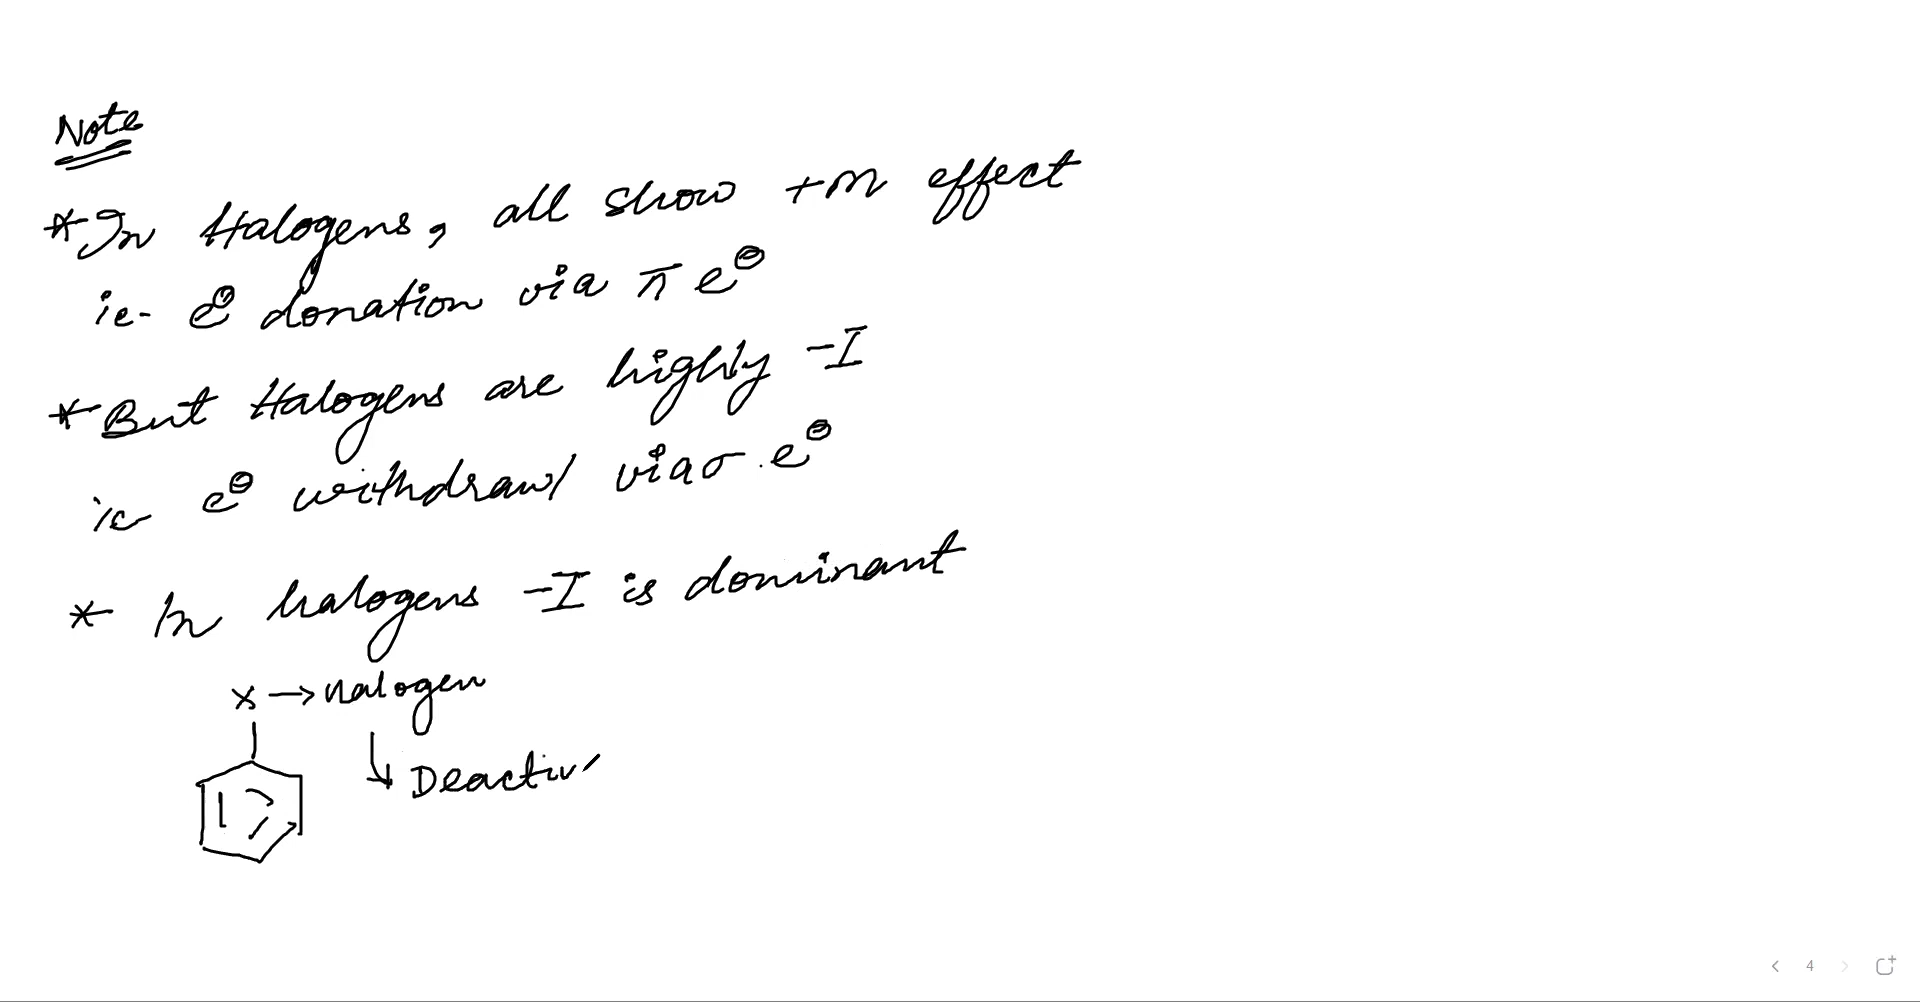 Note
* In Halogens, all show +M effect
ie- e⊖ donation via π e⊖
* But Halogens are highly -I
ie e⊖ withdrawl via σ e⊖
* In halogens -I is dominant
X → Halogen
↳ Deactiv
4